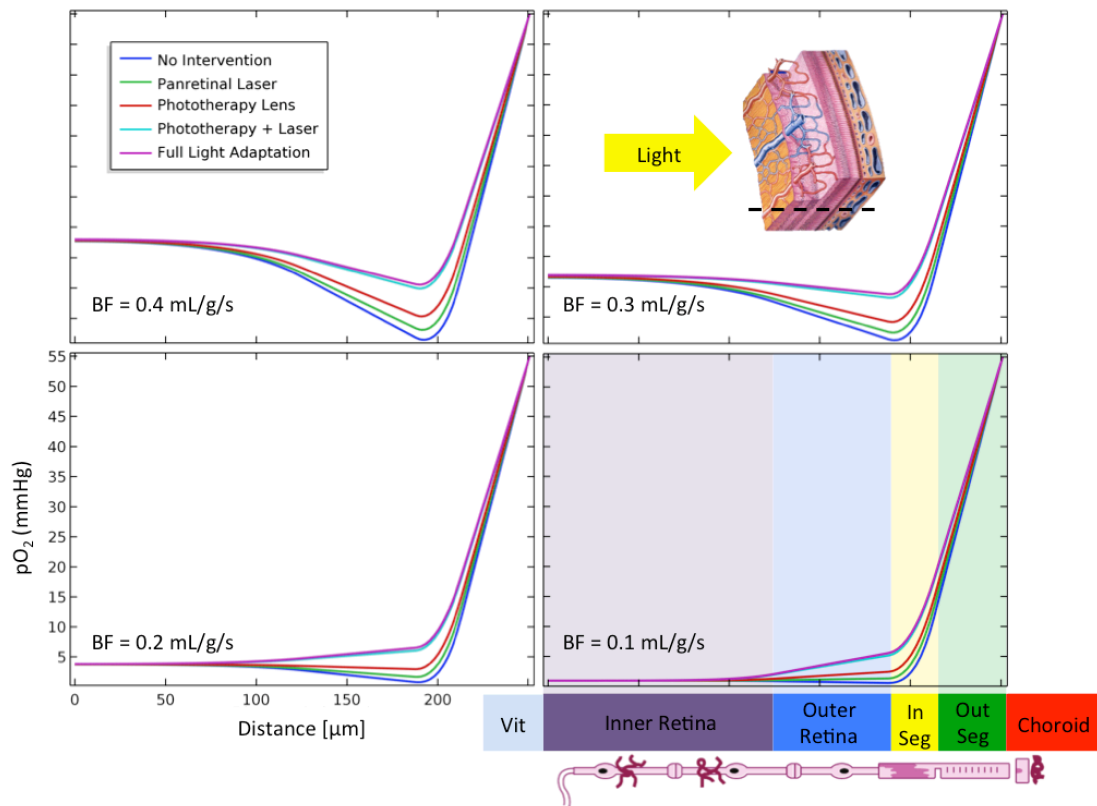 No Intervention
Panretinal Laser
Phototherapy Lens
Phototherapy + Laser
Full Light Adaptation
Light
BF = 0.4 mL/g/s
BF = 0.3 mL/g/s
55
50
45
40
35
30
25
20
15
10
5
pO₂ (mmHg)
BF = 0.2 mL/g/s
BF = 0.1 mL/g/s
0
50
100
150
200
Distance [µm]
Vit
Inner Retina
Outer
Retina
In
Seg
Out
Seg
Choroid